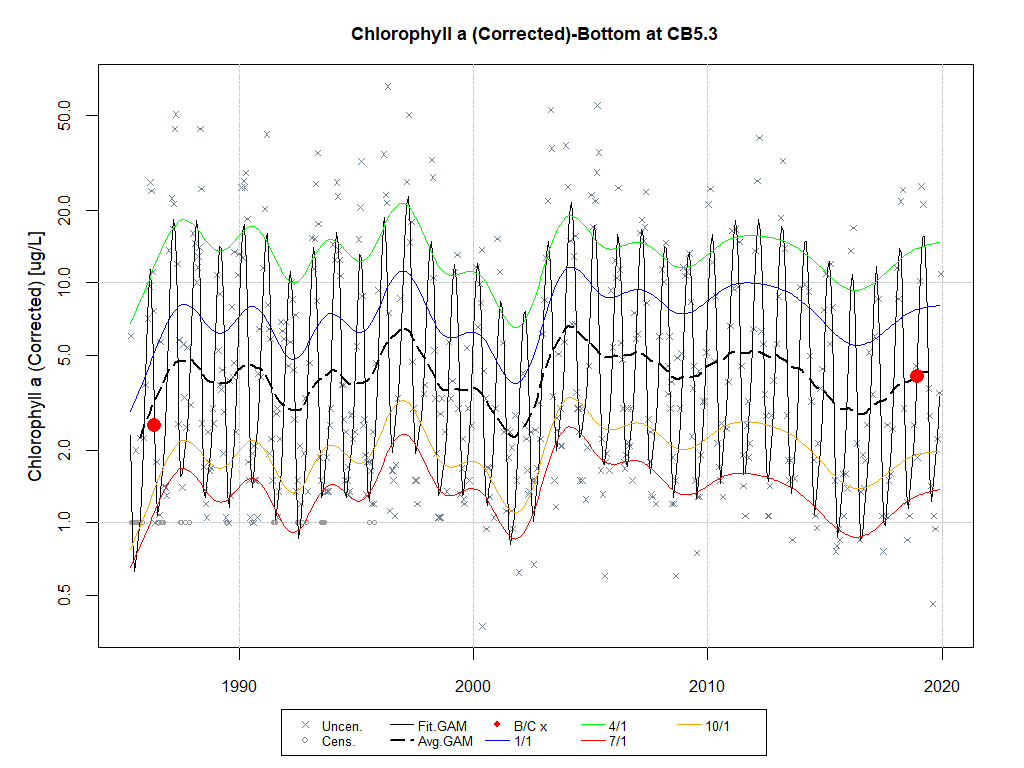 Chlorophyll a (Corrected)-Bottom at CB5.3
Chlorophyll a (Corrected) [ug/L]
50.0
20.0
10.0
5.0
2.0
1.0
0.5
1990 2000 2010 2020
Uncen. Fit.GAM B/C x 4/1 10/1
Cens. Avg.GAM 1/1 7/1